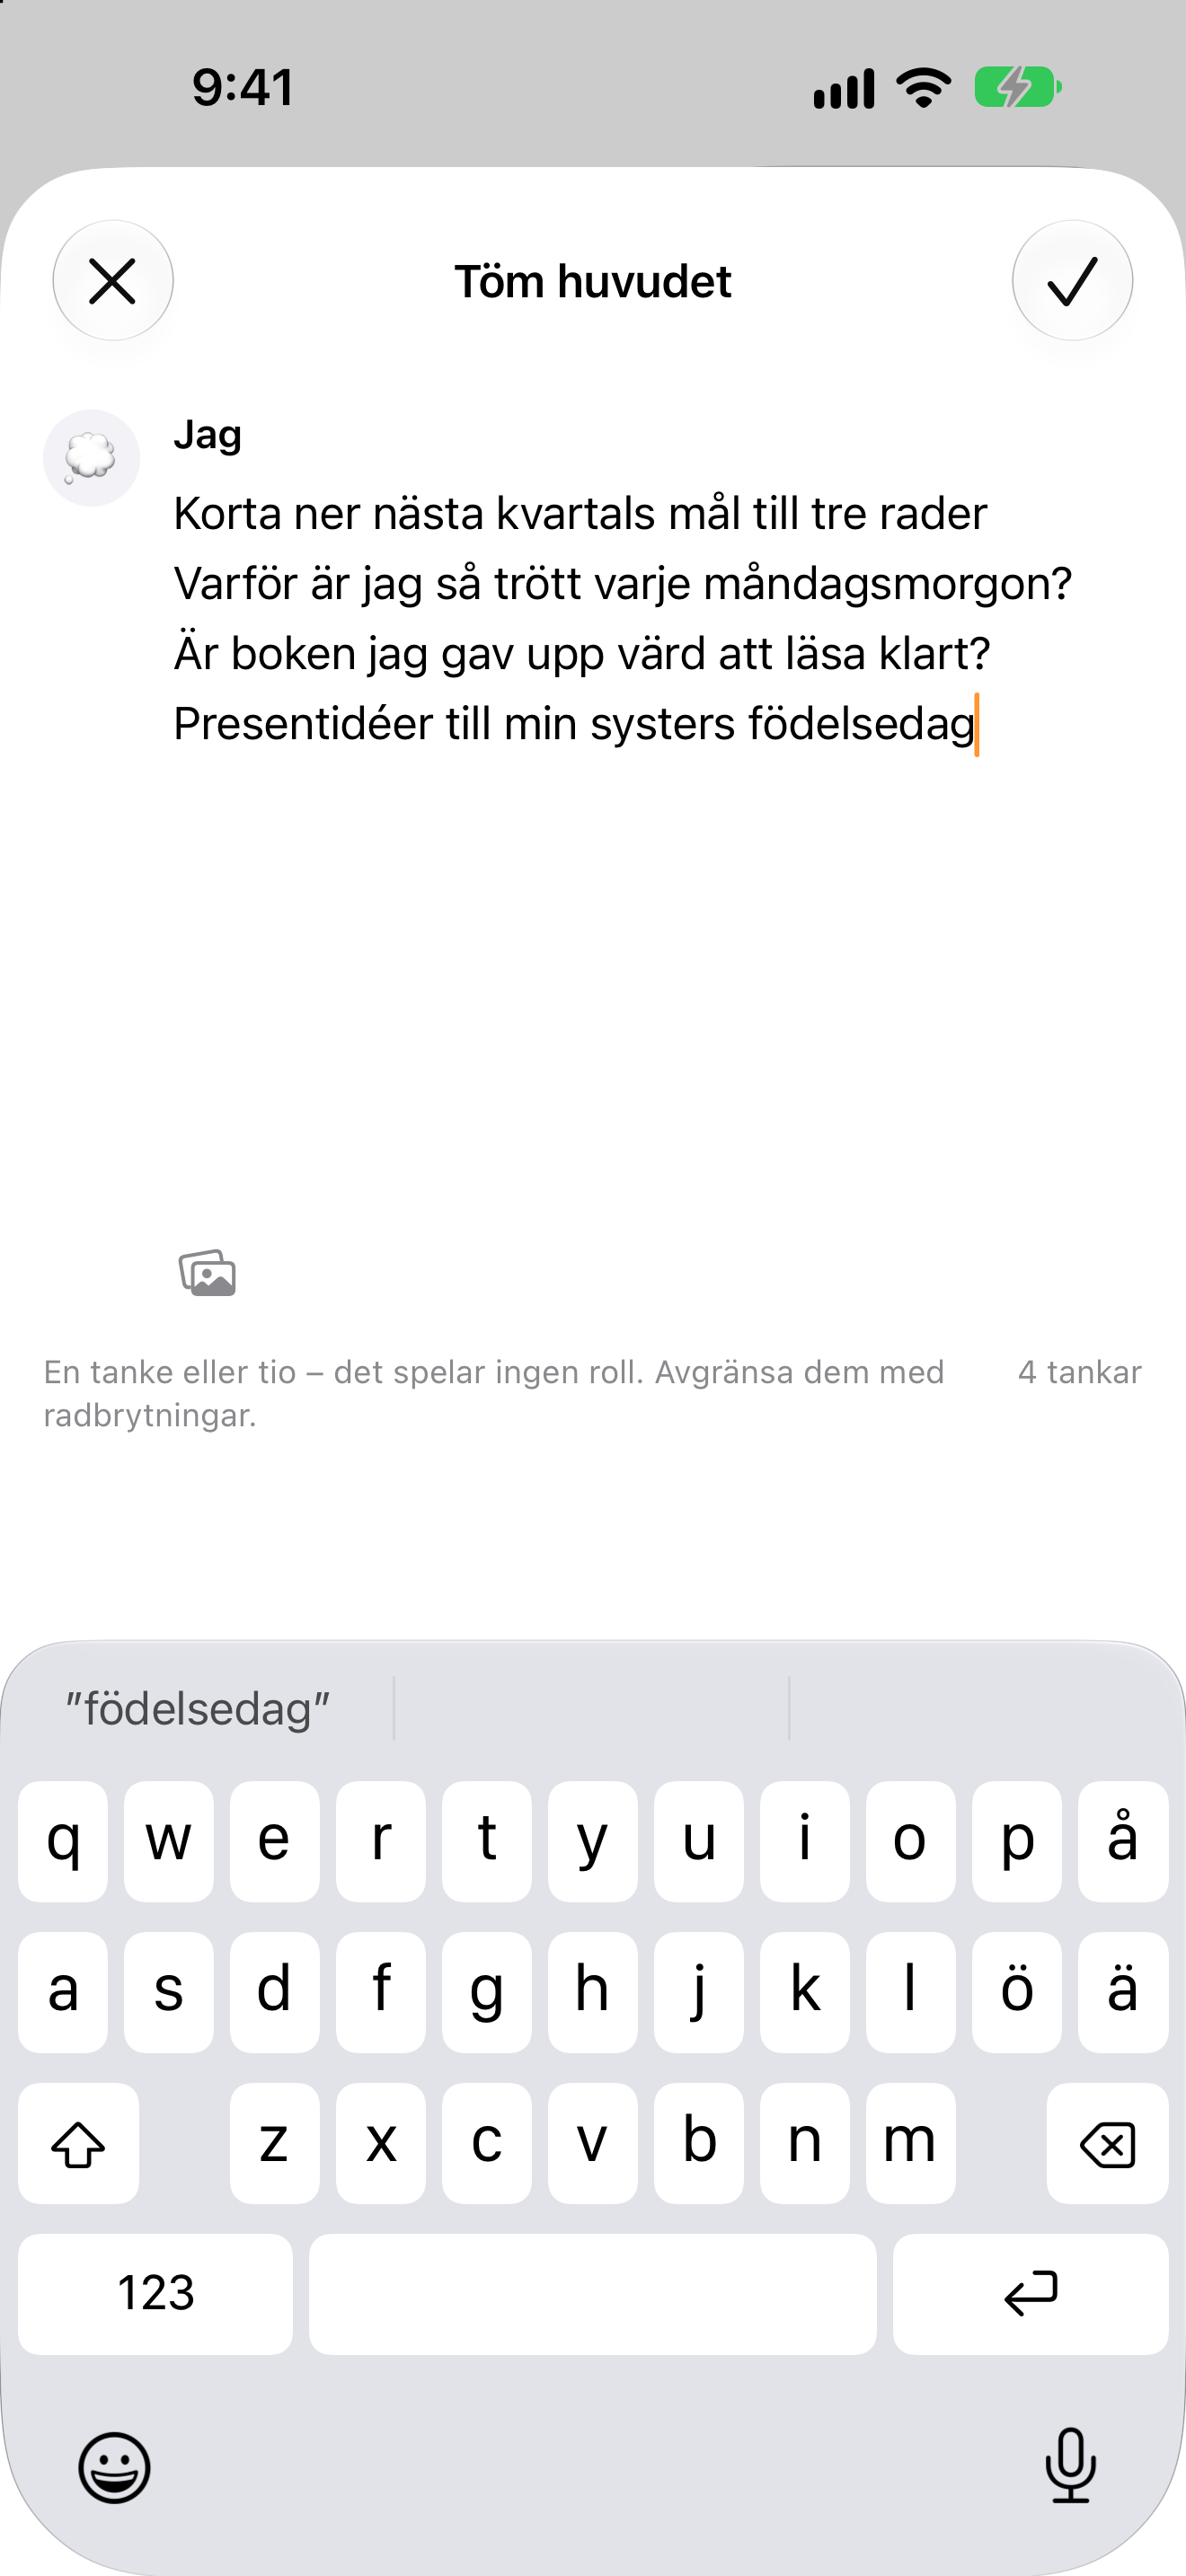 9:41
Töm huvudet
Jag
Korta ner nästa kvartals mål till tre rader
Varför är jag så trött varje måndagsmorgon?
Är boken jag gav upp värd att läsa klart?
Presentidéer till min systers födelsedag
En tanke eller tio – det spelar ingen roll. Avgränsa dem med
radbrytningar.
4 tankar
"födelsedag"
q w e r t y u i o p å
a s d f g h j k l ö ä
z x c v b n m
123